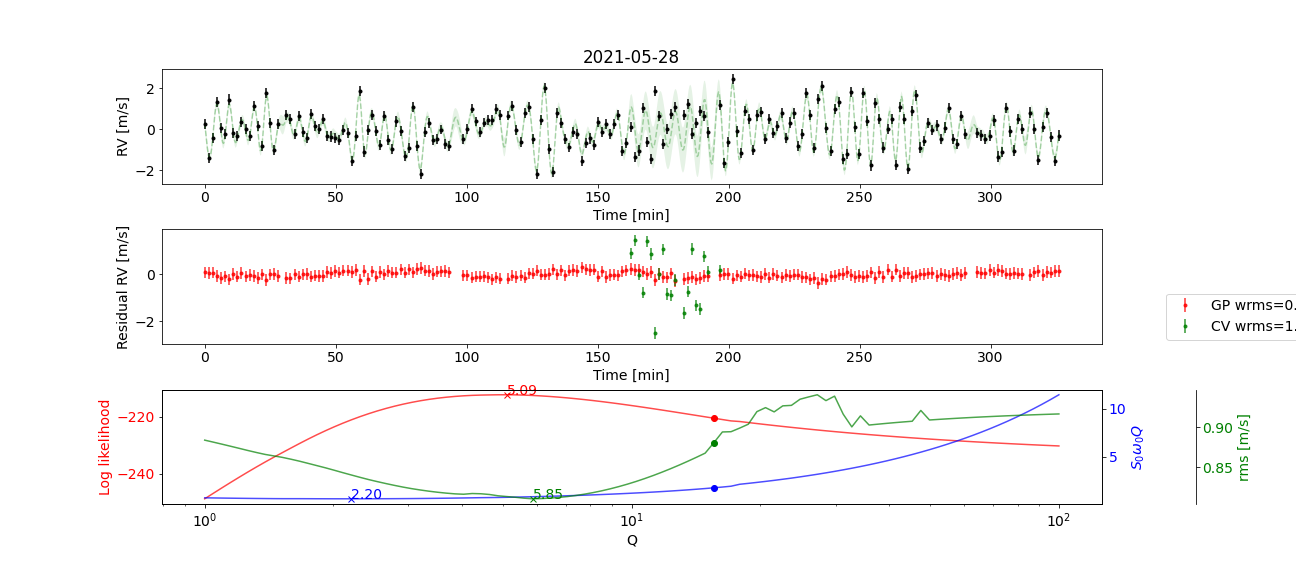 2021-05-28
RV [m/s]
2
0
−2
0 50 100 150 200 250 300
Time [min]
Residual RV [m/s]
0
−2
0 50 100 150 200 250 300
Time [min]
GP wrms=0.
CV wrms=1.
Log likelihood
−220
−240
5.09
2.20
5.85
10
5
S₀ω₀Q
0.90
0.85
rms [m/s]
10⁰ 10¹ 10²
Q